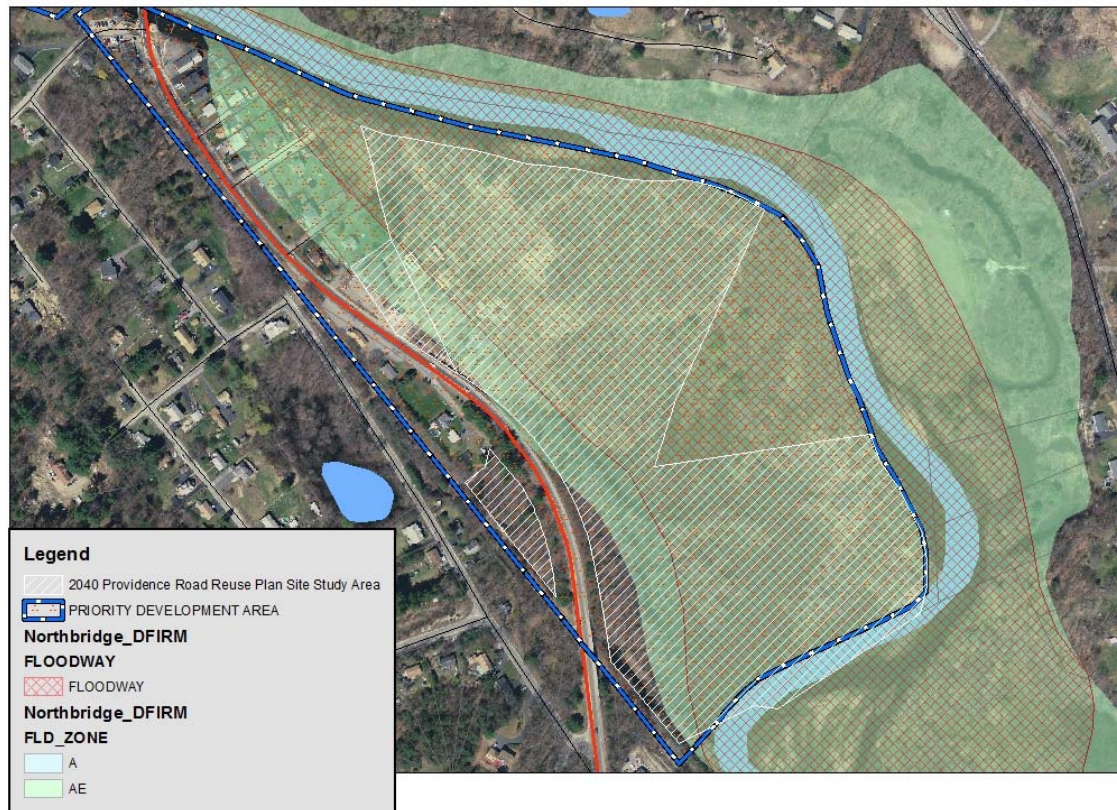 Legend
2040 Providence Road Reuse Plan Site Study Area
PRIORITY DEVELOPMENT AREA
Northbridge_DFIRM
FLOODWAY
FLOODWAY
Northbridge_DFIRM
FLD_ZONE
A
AE